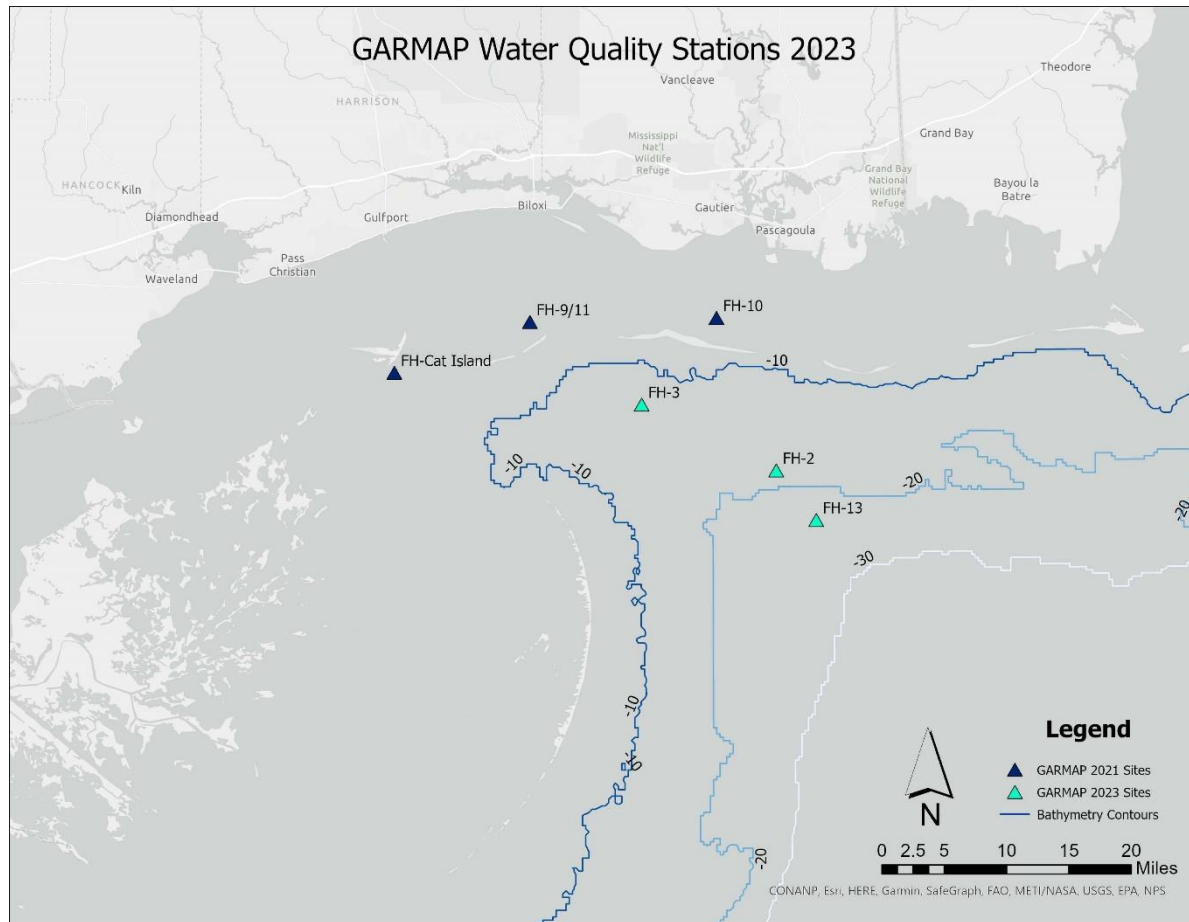 GARMAP Water Quality Stations 2023
Vancleave
Theodore
HARRISON
Mississippi
Nat'l
Wildlife
Refuge
Grand Bay
Grand Bay
National
Wildlife
Refuge
HANCOCK
Kiln
Bayou la
Batre
Diamondhead
Gulfport
Biloxi
Gautier
Pascagoula
Pass
Christian
Waveland
FH-9/11
FH-10
FH-Cat Island
-10
FH-3
FH-2
-10
-10
-20
FH-13
-20
-30
-10
-10
-20
Legend
GARMAP 2021 Sites
GARMAP 2023 Sites
Bathymetry Contours
N
0 2.5 5 10 15 20
Miles
CONANP, Esri, HERE, Garmin, SafeGraph, FAO, METI/NASA, USGS, EPA, NPS